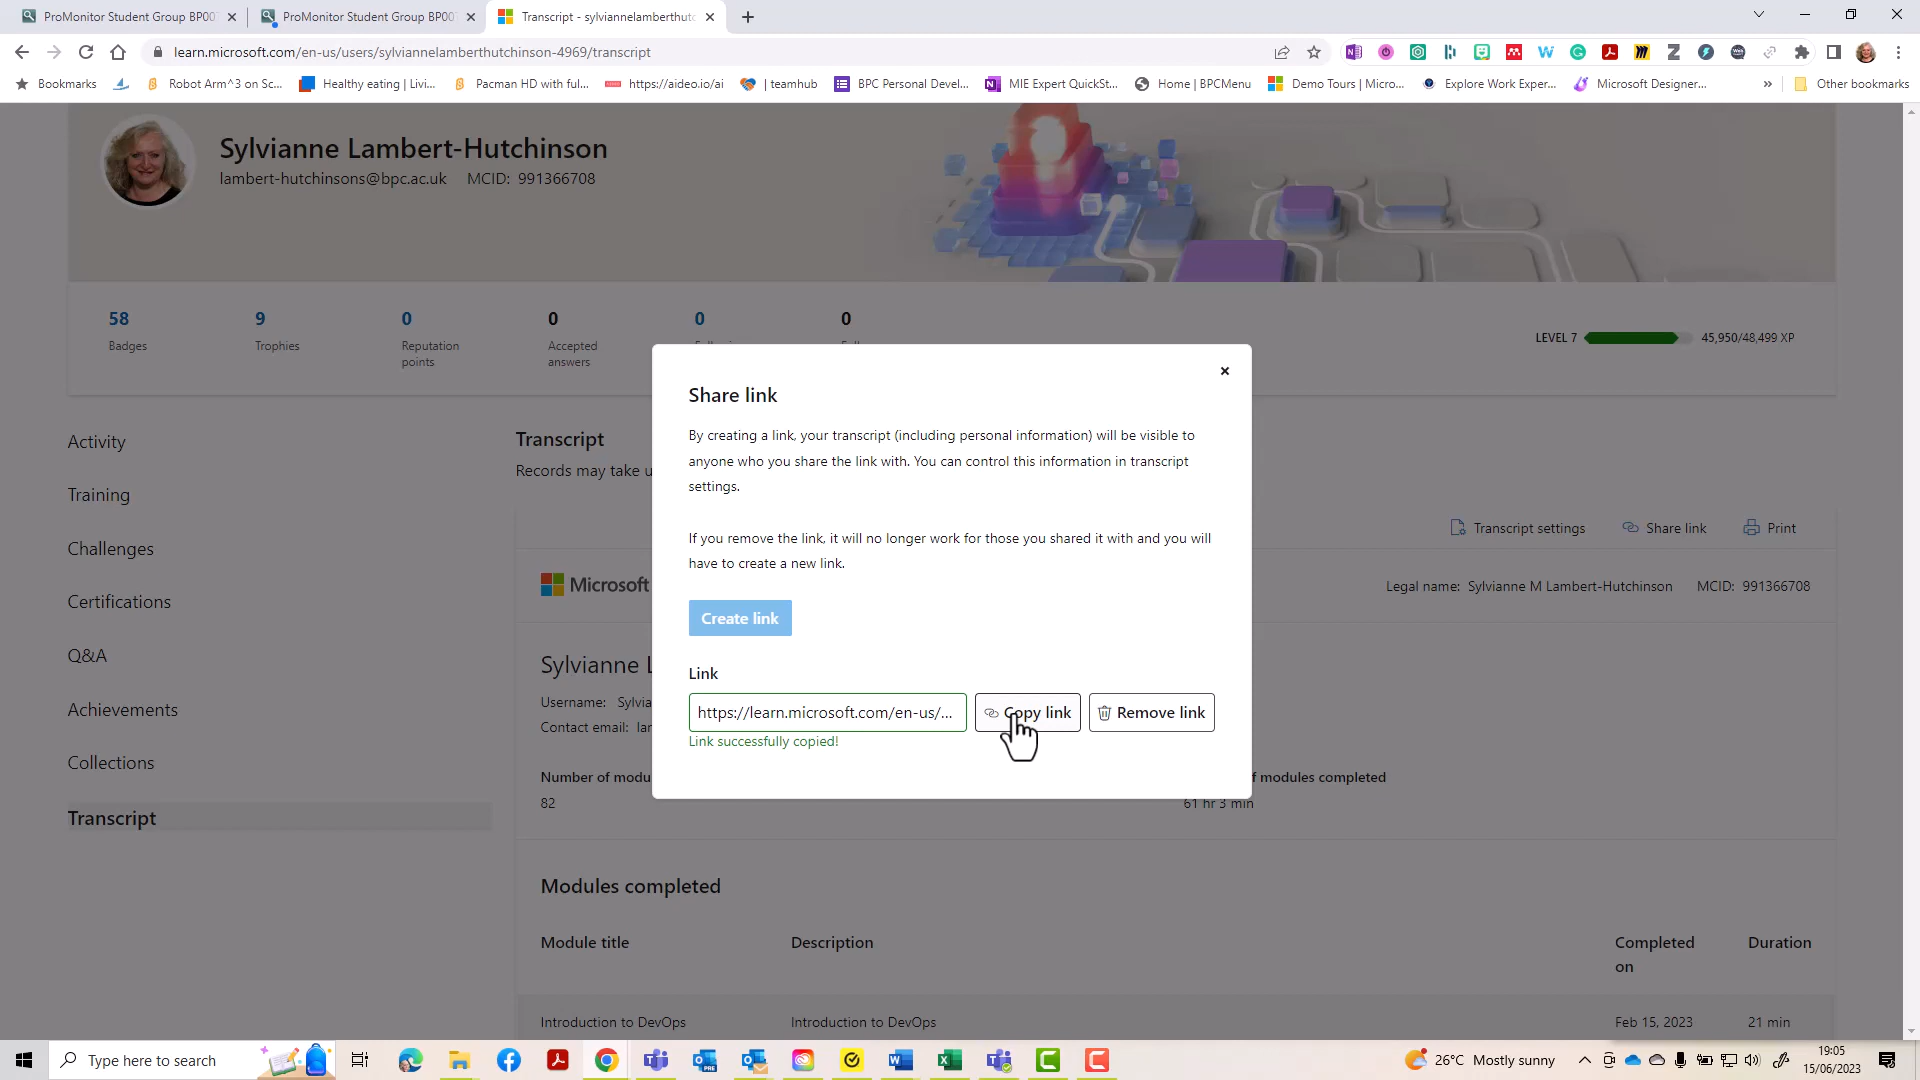 ProMonitor Student Group BP00
ProMonitor Student Group BP00
Transcript - sylviannelamberthut
learn.microsoft.com/en-us/users/sylviannelamberthutchinson-4969/transcript
Bookmarks
Robot Arm^3 on Sc...
Healthy eating | Livi...
Pacman HD with ful...
https://aideo.io/ai
| teamhub
BPC Personal Devel...
MIE Expert QuickSt...
Home | BPCMenu
Demo Tours | Micro...
Explore Work Exper...
Microsoft Designer...
»
Other bookmarks
Sylvianne Lambert-Hutchinson
lambert-hutchinsons@bpc.ac.uk MCID: 991366708
58
Badges
9
Trophies
0
Reputation
points
0
Accepted
answers
0
0
LEVEL 7
45,950/48,499 XP
Activity
Training
Challenges
Certifications
Q&A
Achievements
Collections
Transcript
Transcript
Records may take u
Transcript settings
Share link
Print
Microsoft
Legal name: Sylvianne M Lambert-Hutchinson MCID: 991366708
Sylvianne L
Username: Sylvia
Contact email: lar
Number of modu
82
f modules completed
61 hr 3 min
Share link
By creating a link, your transcript (including personal information) will be visible to
anyone who you share the link with. You can control this information in transcript
settings.
If you remove the link, it will no longer work for those you shared it with and you will
have to create a new link.
Create link
Link
https://learn.microsoft.com/en-us/...
Copy link
Remove link
Link successfully copied!
Modules completed
Module title
Description
Completed
on
Duration
Introduction to DevOps
Introduction to DevOps
Feb 15, 2023
21 min
Type here to search
26°C Mostly sunny
19:05
15/06/2023